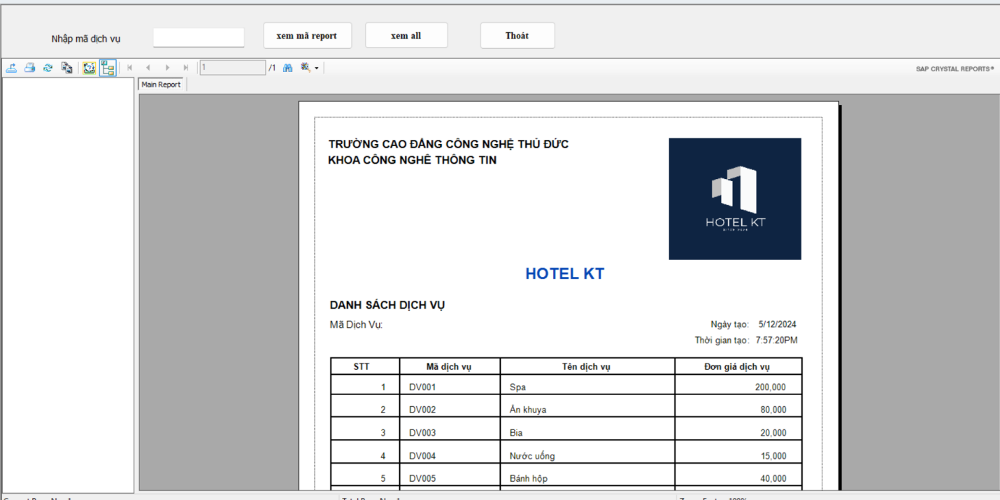 Nhập mã dịch vụ
xem mã report
xem all
Thoát
1
/1
SAP CRYSTAL REPORTS®
Main Report
TRƯỜNG CAO ĐẲNG CÔNG NGHỆ THỦ ĐỨC
KHOA CÔNG NGHÊ THÔNG TIN
HOTEL KT
SINCE 2024
HOTEL KT
DANH SÁCH DỊCH VỤ
Mã Dịch Vụ:
Ngày tạo: 5/12/2024
Thời gian tạo: 7:57:20PM
STT Mã dịch vụ Tên dịch vụ Đơn giá dịch vụ
1 DV001 Spa 200,000
2 DV002 Ăn khuya 80,000
3 DV003 Bia 20,000
4 DV004 Nước uống 15,000
5 DV005 Bánh hộp 40,000